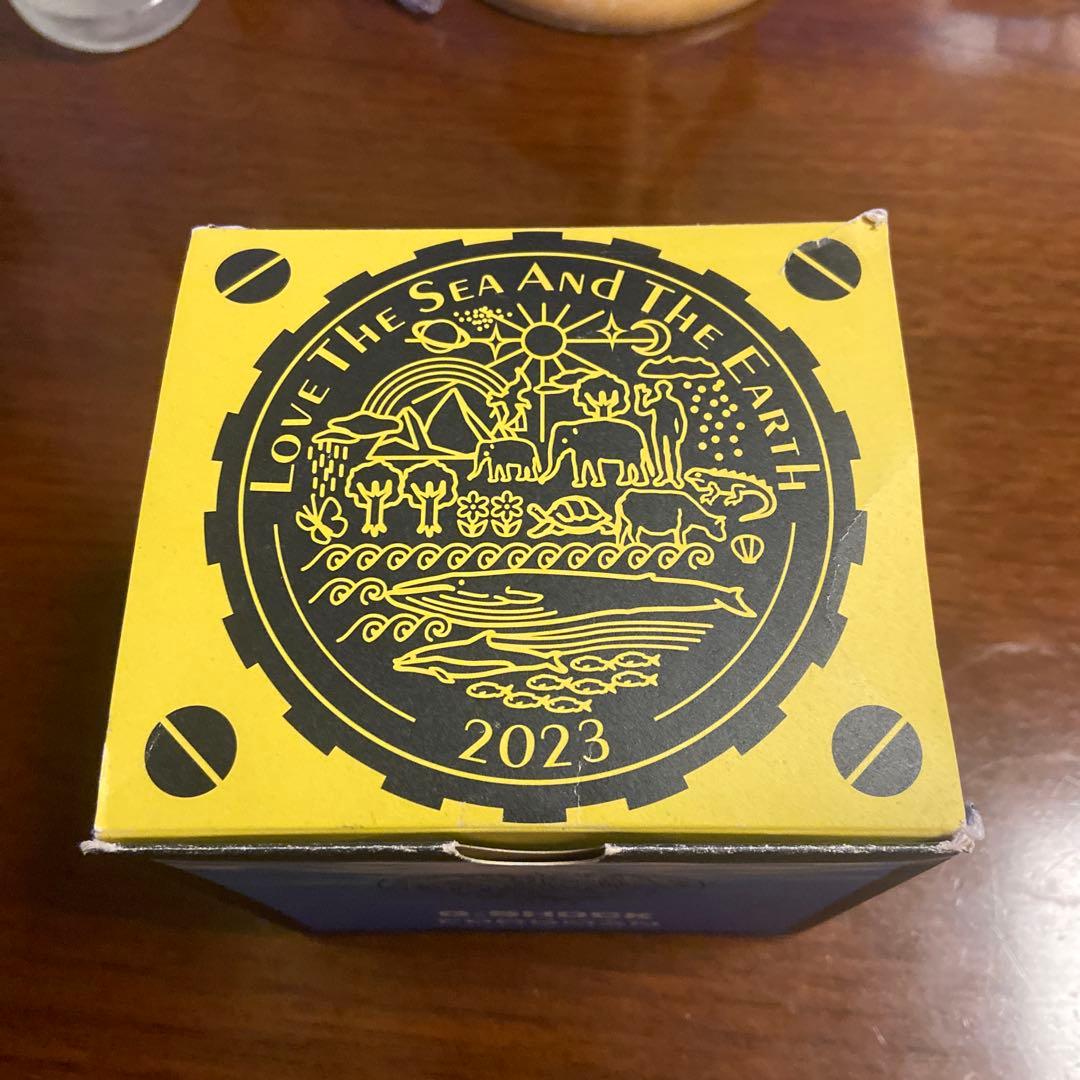 LOVE THE SEA AND THE EARTH
2023
G-SHOCK